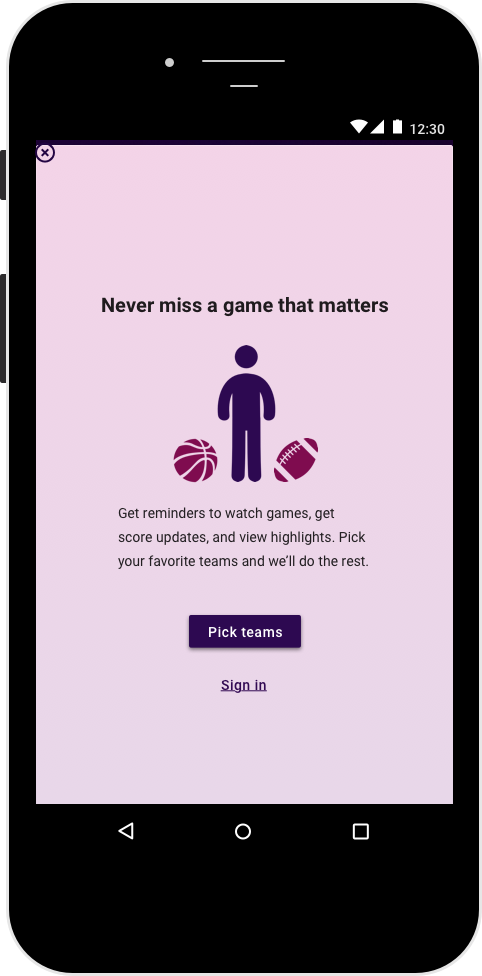 12:30
Never miss a game that matters
Get reminders to watch games, get
score updates, and view highlights. Pick
your favorite teams and we’ll do the rest.
Pick teams
Sign in